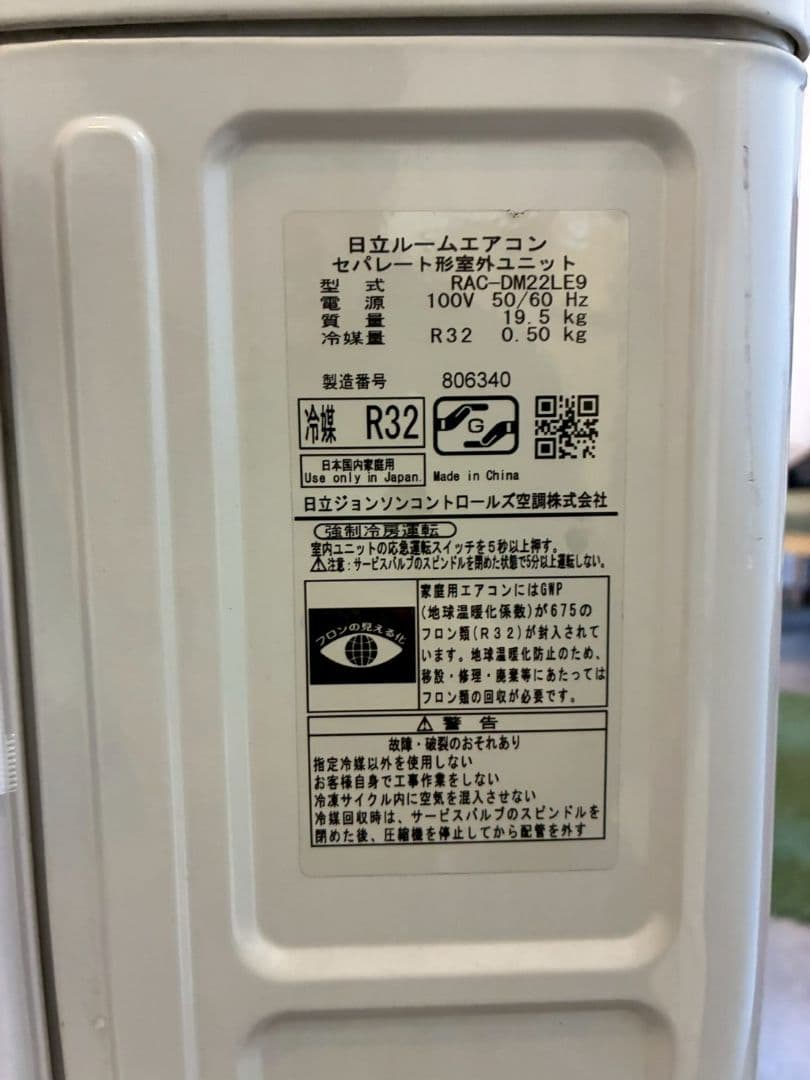 日立ルームエアコン
セパレート形室外ユニット
型式 RAC-DM22LE9
電源 100V 50/60 Hz
質量 19.5 kg
冷媒量 R32 0.50 kg
製造番号 806340
冷媒 R32
G
日本国内家庭用
Use only in Japan.
Made in China
日立ジョンソンコントロールズ空調株式会社
強制冷房運転
室内ユニットの応急運転スイッチを5秒以上押す。
⚠注意:サービスバルブのスピンドルを閉めた状態で5分以上運転しない。
フロンの見える化
家庭用エアコンにはGWP
(地球温暖化係数)が675の
フロン類(R32)が封入されて
います。地球温暖化防止のため、
移設・修理・廃棄等にあたっては
フロン類の回収が必要です。
⚠警告
故障・破裂のおそれあり
指定冷媒以外を使用しない
お客様自身で工事作業をしない
冷凍サイクル内に空気を混入させない
冷媒回収時は、サービスバルブのスピンドルを
閉めた後、圧縮機を停止してから配管を外す